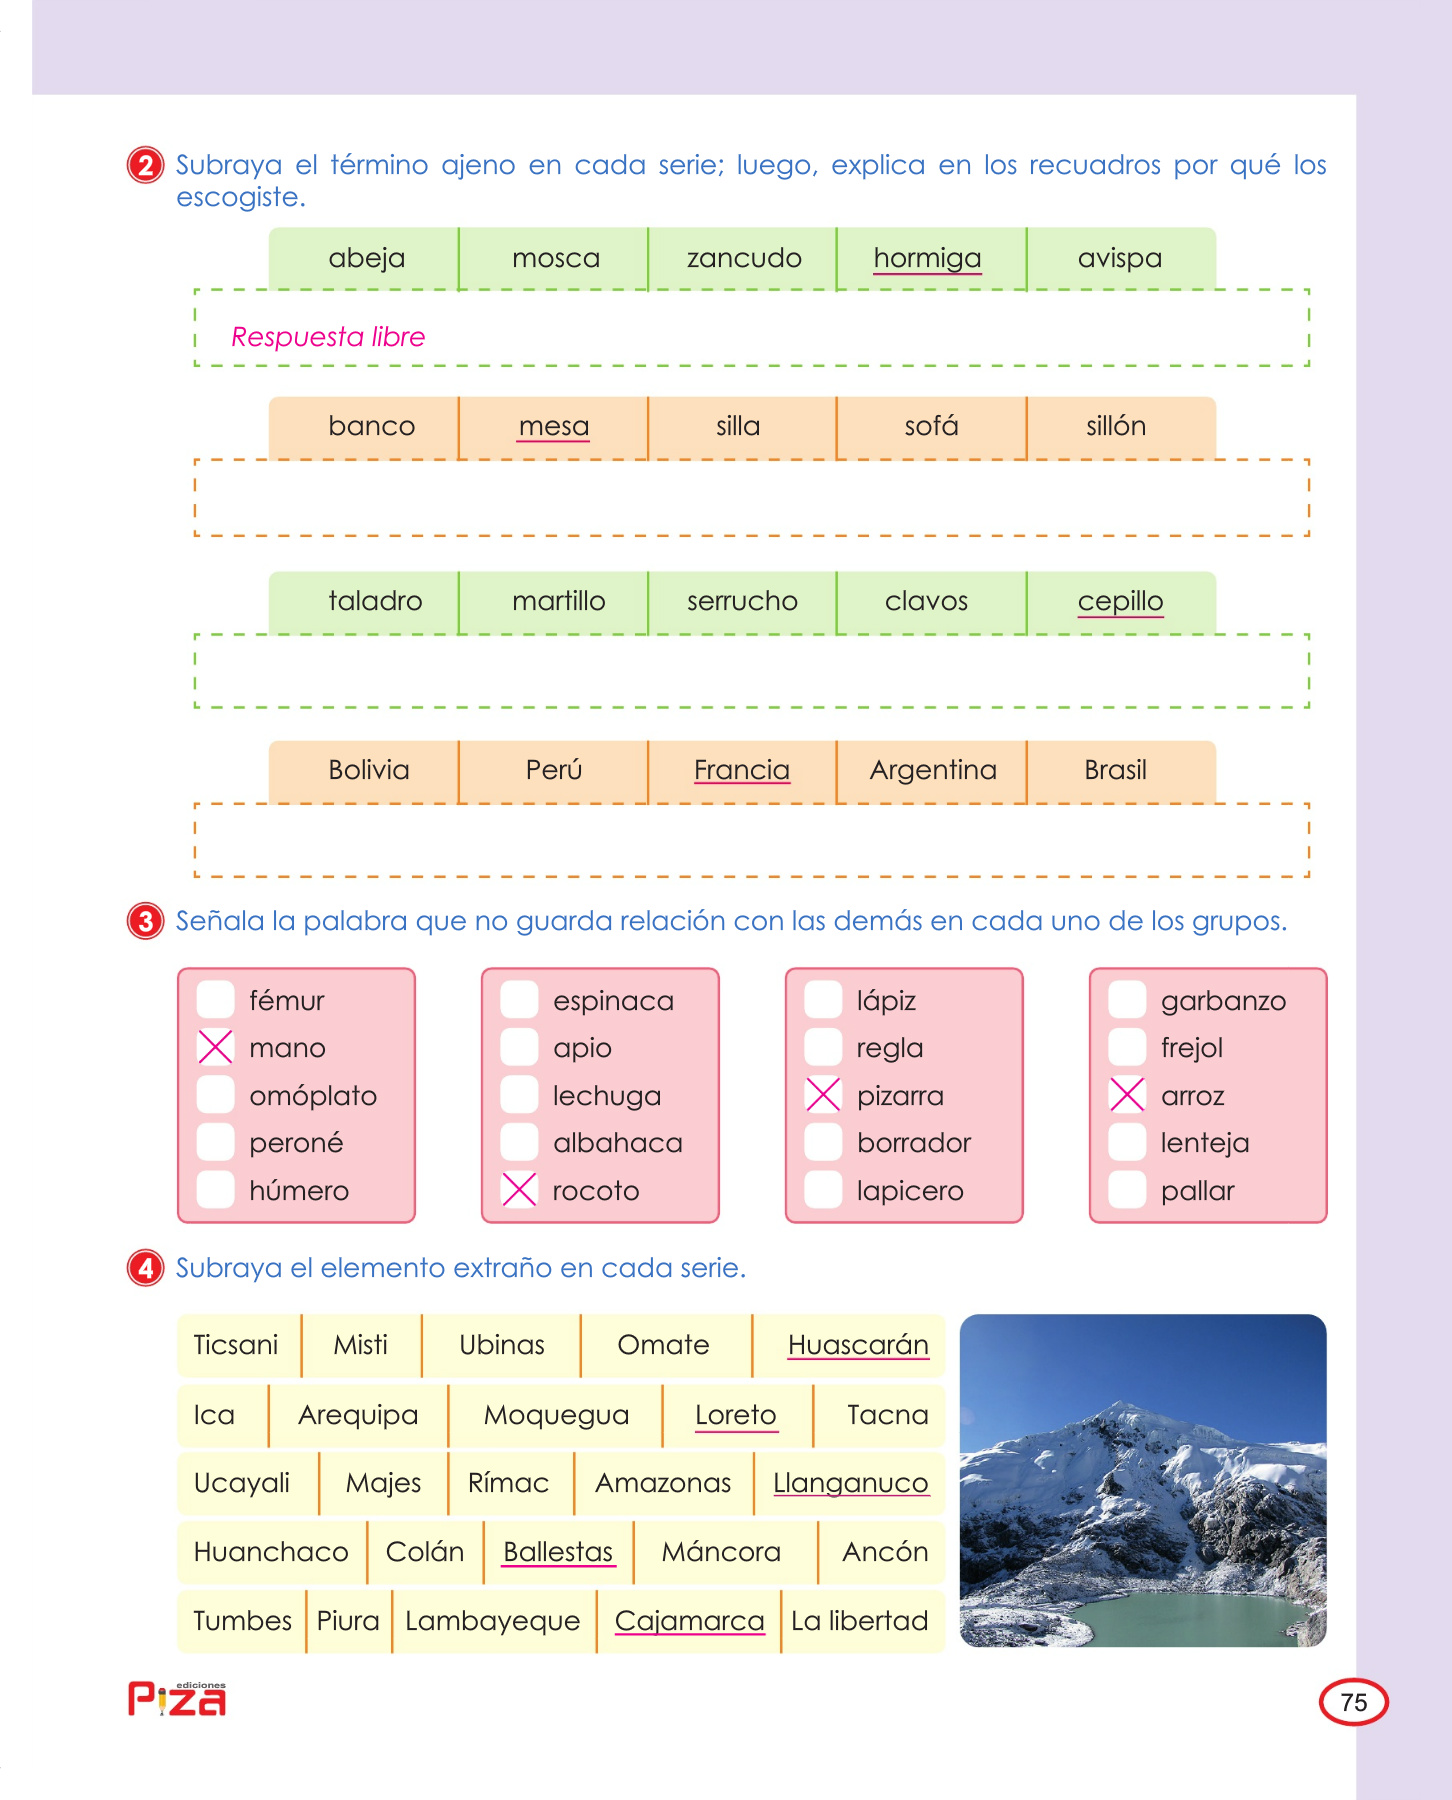 2 Subraya el término ajeno en cada serie; luego, explica en los recuadros por qué los
escogiste.
abeja mosca zancudo hormiga avispa
Respuesta libre
banco mesa silla sofá sillón
taladro martillo serrucho clavos cepillo
Bolivia Perú Francia Argentina Brasil
3 Señala la palabra que no guarda relación con las demás en cada uno de los grupos.
fémur
mano
omóplato
peroné
húmero
espinaca
apio
lechuga
albahaca
rocoto
lápiz
regla
pizarra
borrador
lapicero
garbanzo
frejol
arroz
lenteja
pallar
4 Subraya el elemento extraño en cada serie.
Ticsani Misti Ubinas Omate Huascarán
Ica Arequipa Moquegua Loreto Tacna
Ucayali Majes Rímac Amazonas Llanganuco
Huanchaco Colán Ballestas Máncora Ancón
Tumbes Piura Lambayeque Cajamarca La libertad
ediciones
Piza
75